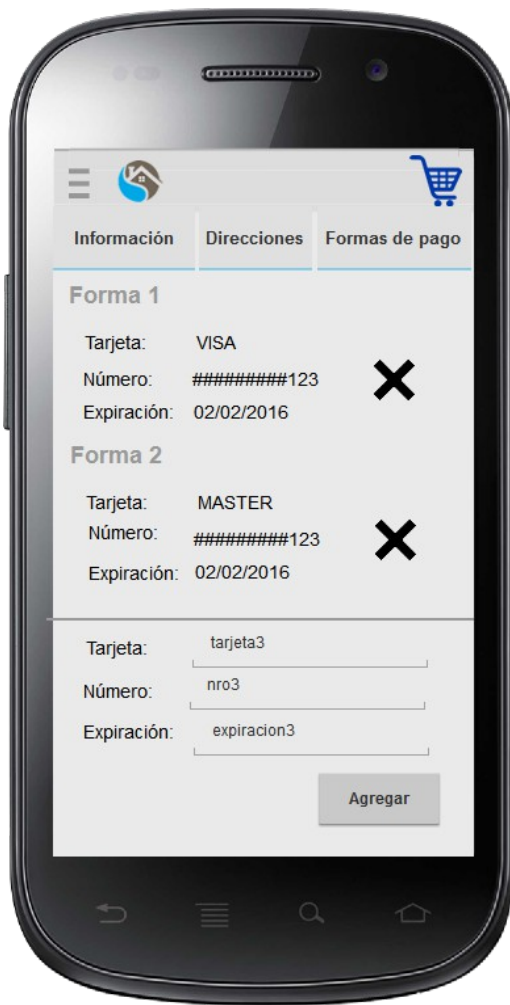 Información Direcciones Formas de pago
Forma 1
Tarjeta: VISA
Número: #########123
Expiración: 02/02/2016
Forma 2
Tarjeta: MASTER
Número: #########123
Expiración: 02/02/2016
Tarjeta: tarjeta3
Número: nro3
Expiración: expiracion3
Agregar